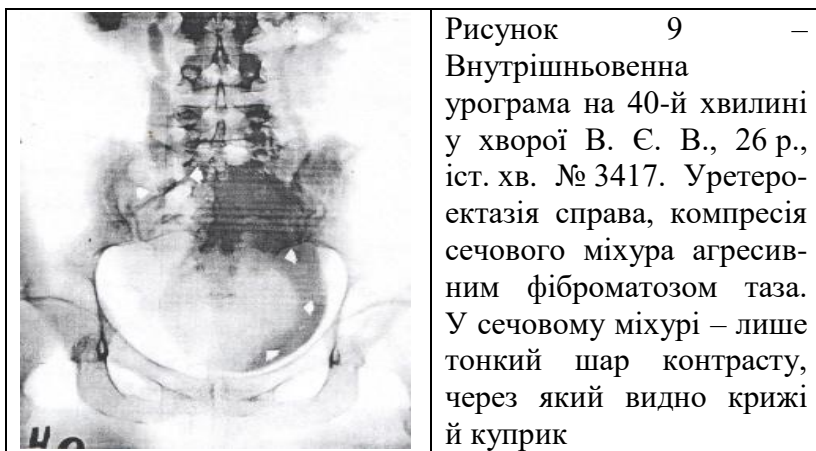 Рисунок 9 –
Внутрішньовенна
урограма на 40-й хвилині
у хворої В. Є. В., 26 р.,
іст. хв. № 3417. Уретеро-
ектазія справа, компресія
сечового міхура агресив-
ним фіброматозом таза.
У сечовому міхурі – лише
тонкий шар контрасту,
через який видно крижі
й куприк